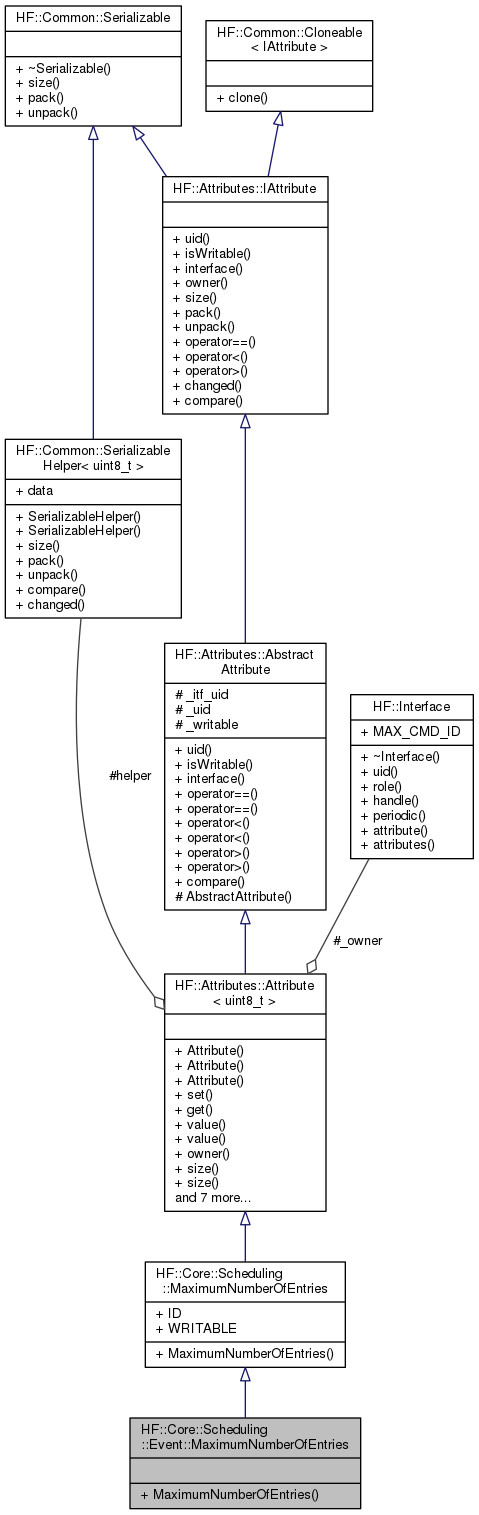 HF::Common::Serializable
+ ~Serializable()
+ size()
+ pack()
+ unpack()
HF::Common::Cloneable
< IAttribute >
+ clone()
HF::Attributes::IAttribute
+ uid()
+ isWritable()
+ interface()
+ owner()
+ size()
+ pack()
+ unpack()
+ operator==()
+ operator<()
+ operator>()
+ changed()
+ compare()
HF::Common::Serializable
Helper< uint8_t >
+ data
+ SerializableHelper()
+ SerializableHelper()
+ size()
+ pack()
+ unpack()
+ compare()
+ changed()
HF::Attributes::Abstract
Attribute
# _itf_uid
# _uid
# _writable
+ uid()
+ isWritable()
+ interface()
+ operator==()
+ operator==()
+ operator<()
+ operator<()
+ operator>()
+ operator>()
+ compare()
# AbstractAttribute()
HF::Interface
+ MAX_CMD_ID
+ ~Interface()
+ uid()
+ role()
+ handle()
+ periodic()
+ attribute()
+ attributes()
#helper
#_owner
HF::Attributes::Attribute
< uint8_t >
+ Attribute()
+ Attribute()
+ Attribute()
+ set()
+ get()
+ value()
+ value()
+ owner()
+ size()
+ size()
and 7 more...
HF::Core::Scheduling
::MaximumNumberOfEntries
+ ID
+ WRITABLE
+ MaximumNumberOfEntries()
HF::Core::Scheduling
::Event::MaximumNumberOfEntries
+ MaximumNumberOfEntries()